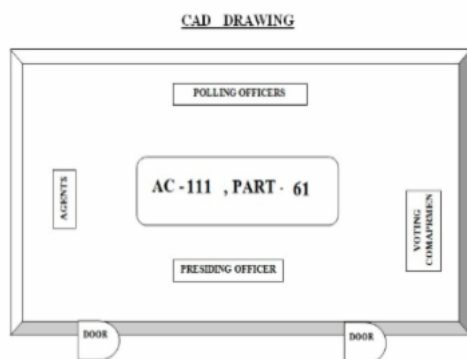 CAD DRAWING
POLLING OFFICERS
AC -111 , PART - 61
AGENTS
VOTING
COMAPRMEN
PRESIDING OFFICER
DOOR
DOOR